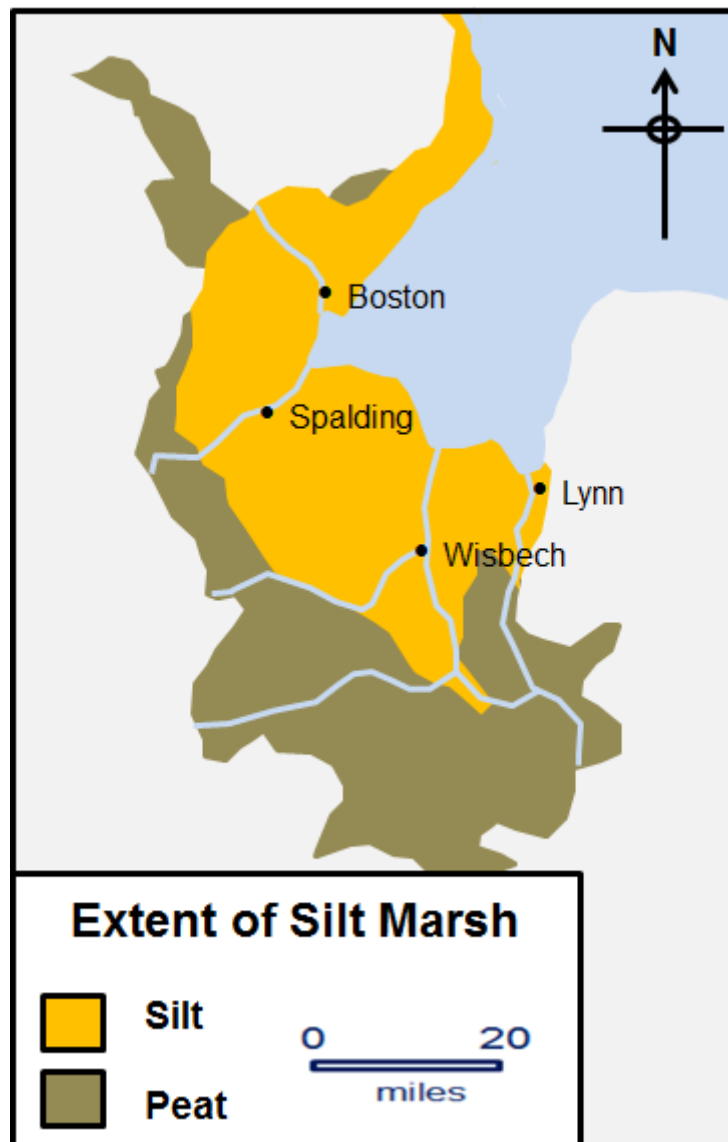 N
Boston
Spalding
Lynn
Wisbech
Extent of Silt Marsh
Silt
0 20
miles
Peat